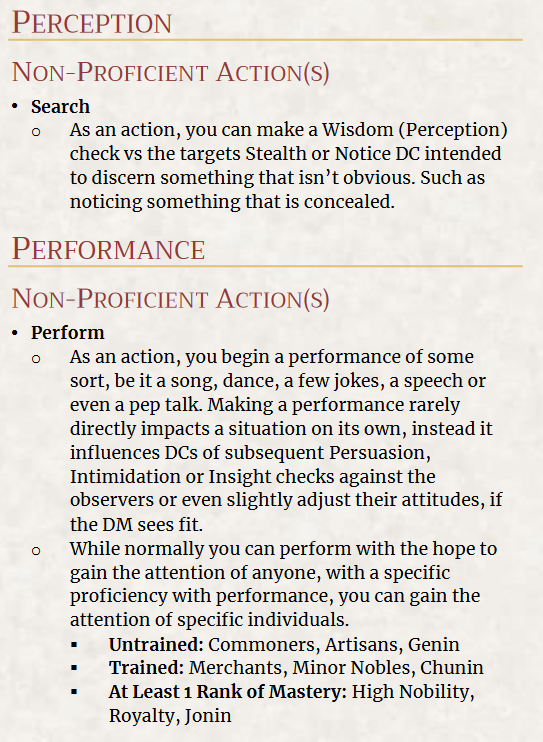 PERCEPTION
NON-PROFICIENT ACTION(S)
• Search
o As an action, you can make a Wisdom (Perception)
check vs the targets Stealth or Notice DC intended
to discern something that isn’t obvious. Such as
noticing something that is concealed.
PERFORMANCE
NON-PROFICIENT ACTION(S)
• Perform
o As an action, you begin a performance of some
sort, be it a song, dance, a few jokes, a speech or
even a pep talk. Making a performance rarely
directly impacts a situation on its own, instead it
influences DCs of subsequent Persuasion,
Intimidation or Insight checks against the
observers or even slightly adjust their attitudes, if
the DM sees fit.
o While normally you can perform with the hope to
gain the attention of anyone, with a specific
proficiency with performance, you can gain the
attention of specific individuals.
▪ Untrained: Commoners, Artisans, Genin
▪ Trained: Merchants, Minor Nobles, Chunin
▪ At Least 1 Rank of Mastery: High Nobility,
Royalty, Jonin